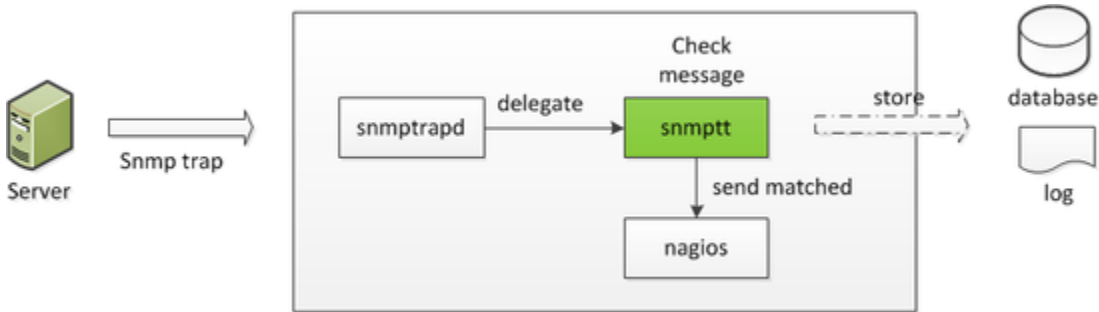 Server
Snmp trap
snmptrapd
delegate
Check
message
snmptt
send matched
nagios
store
database
log